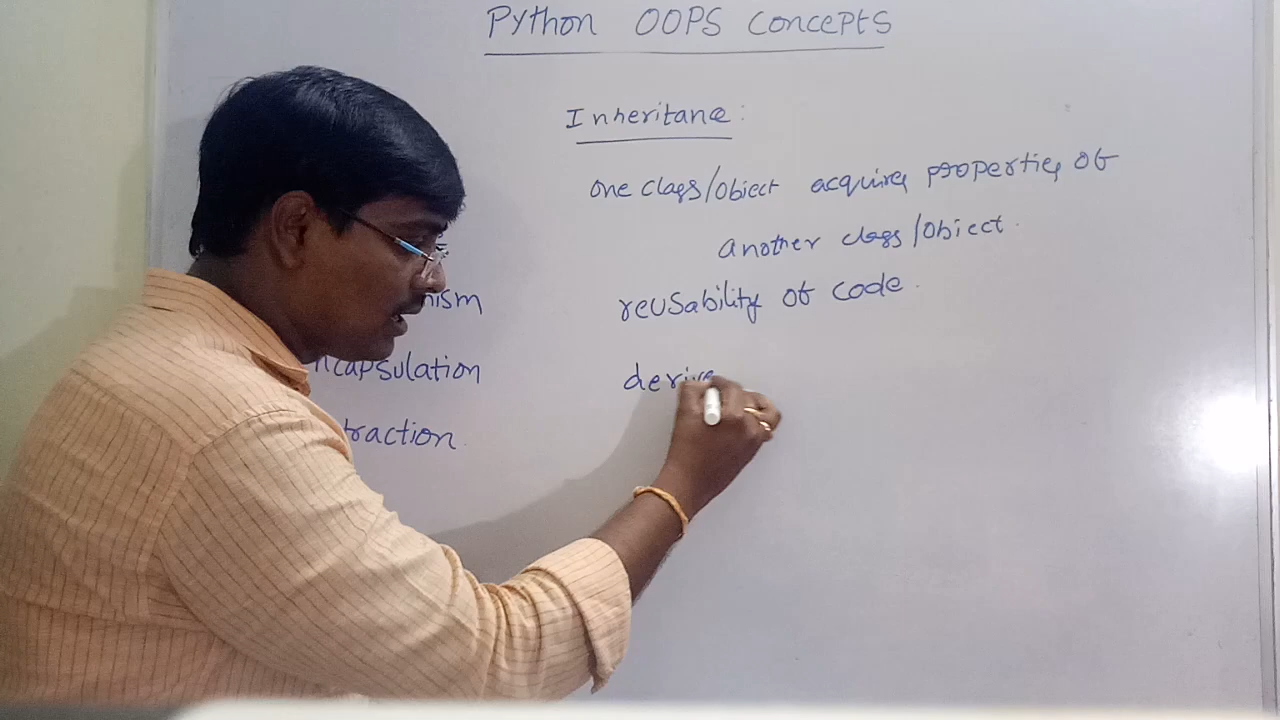 Python OOPS Concepts
Inheritance:
one class/object acquires properties of
another class/object.
nism
reusability of code.
ncapsulation
derive
traction.